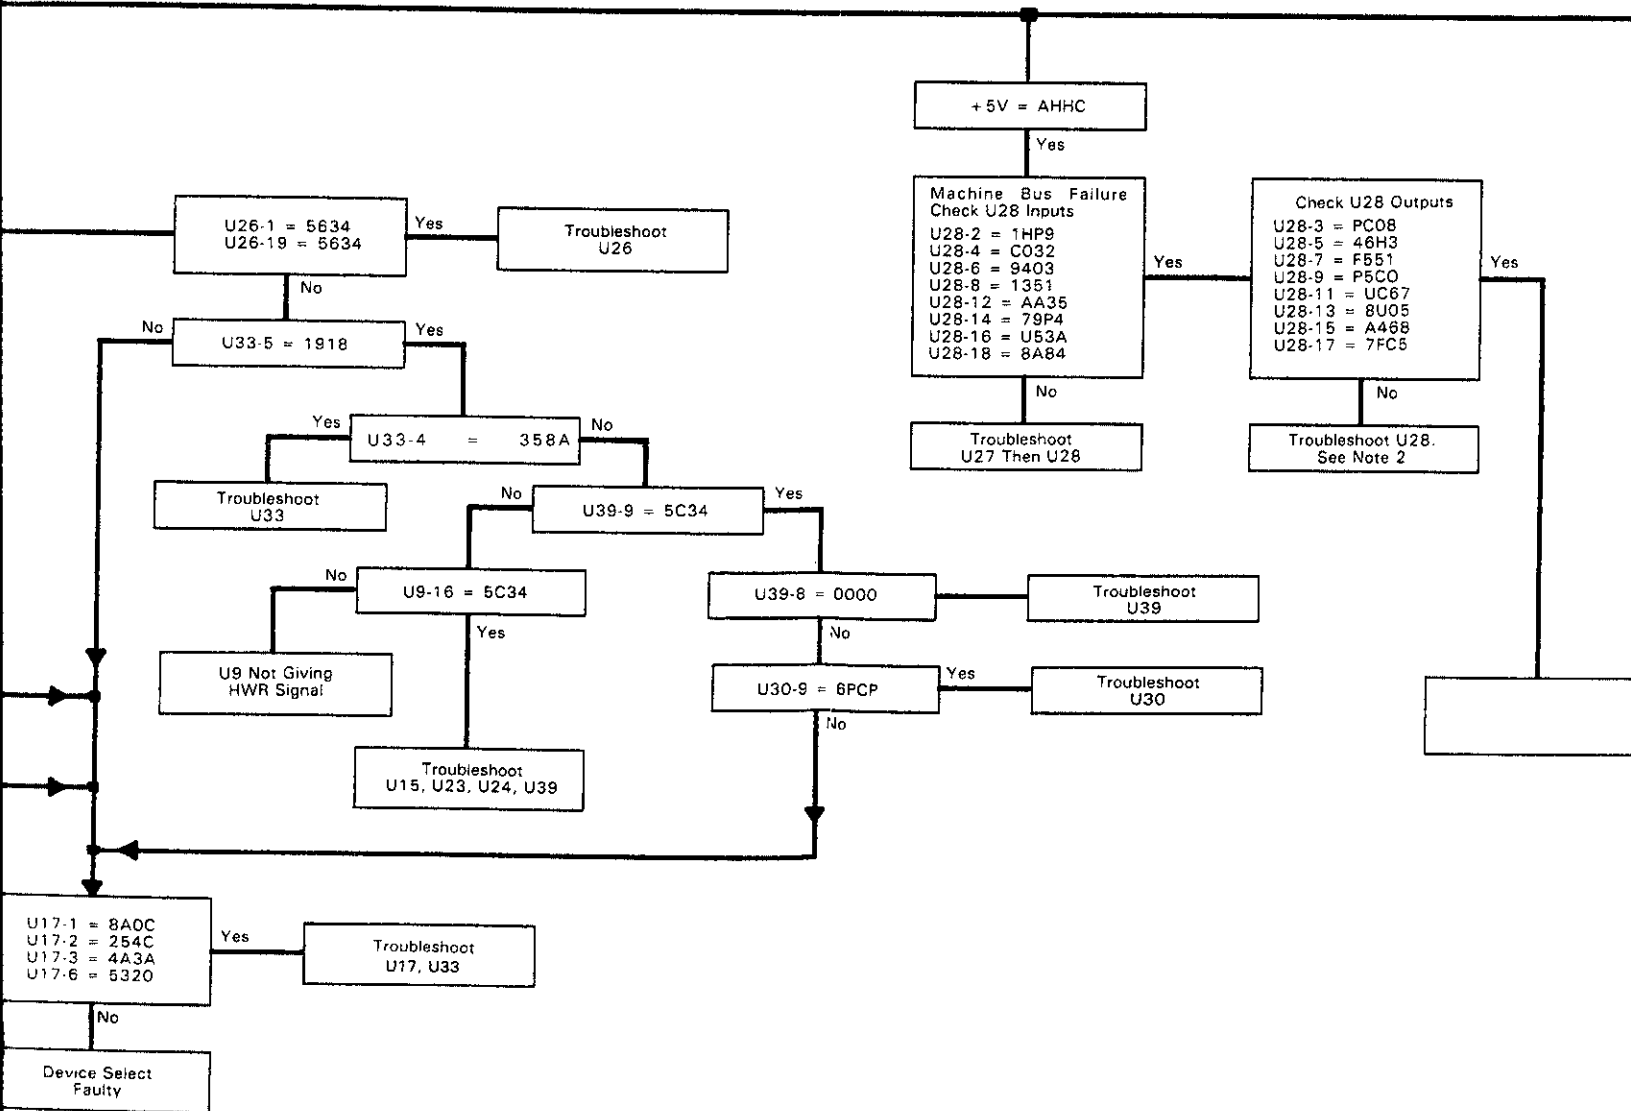 +5V = AHHC
Yes
U26-1 = 5634
U26-19 = 5634
Yes
Troubleshoot
U26
No
No
U33-5 = 1918
Yes
Yes
U33-4 = 358A
No
Troubleshoot
U33
No
U39-9 = 5C34
Yes
No
U9-16 = 5C34
Yes
U9 Not Giving
HWR Signal
Troubleshoot
U15, U23, U24, U39
U39-8 = 0000
Troubleshoot
U39
No
U30-9 = 6PCP
Yes
Troubleshoot
U30
No
Machine Bus Failure
Check U28 Inputs
U28-2 = 1HP9
U28-4 = C032
U28-6 = 9403
U28-8 = 1351
U28-12 = AA35
U28-14 = 79P4
U28-16 = U53A
U28-18 = 8A84
Yes
No
Troubleshoot
U27 Then U28
Check U28 Outputs
U28-3 = PC08
U28-5 = 46H3
U28-7 = F551
U28-9 = P5CO
U28-11 = UC67
U28-13 = 8U05
U28-15 = A468
U28-17 = 7FC5
Yes
No
Troubleshoot U28.
See Note 2
U17-1 = 8A0C
U17-2 = 254C
U17-3 = 4A3A
U17-6 = 5320
Yes
Troubleshoot
U17, U33
No
Device Select
Faulty